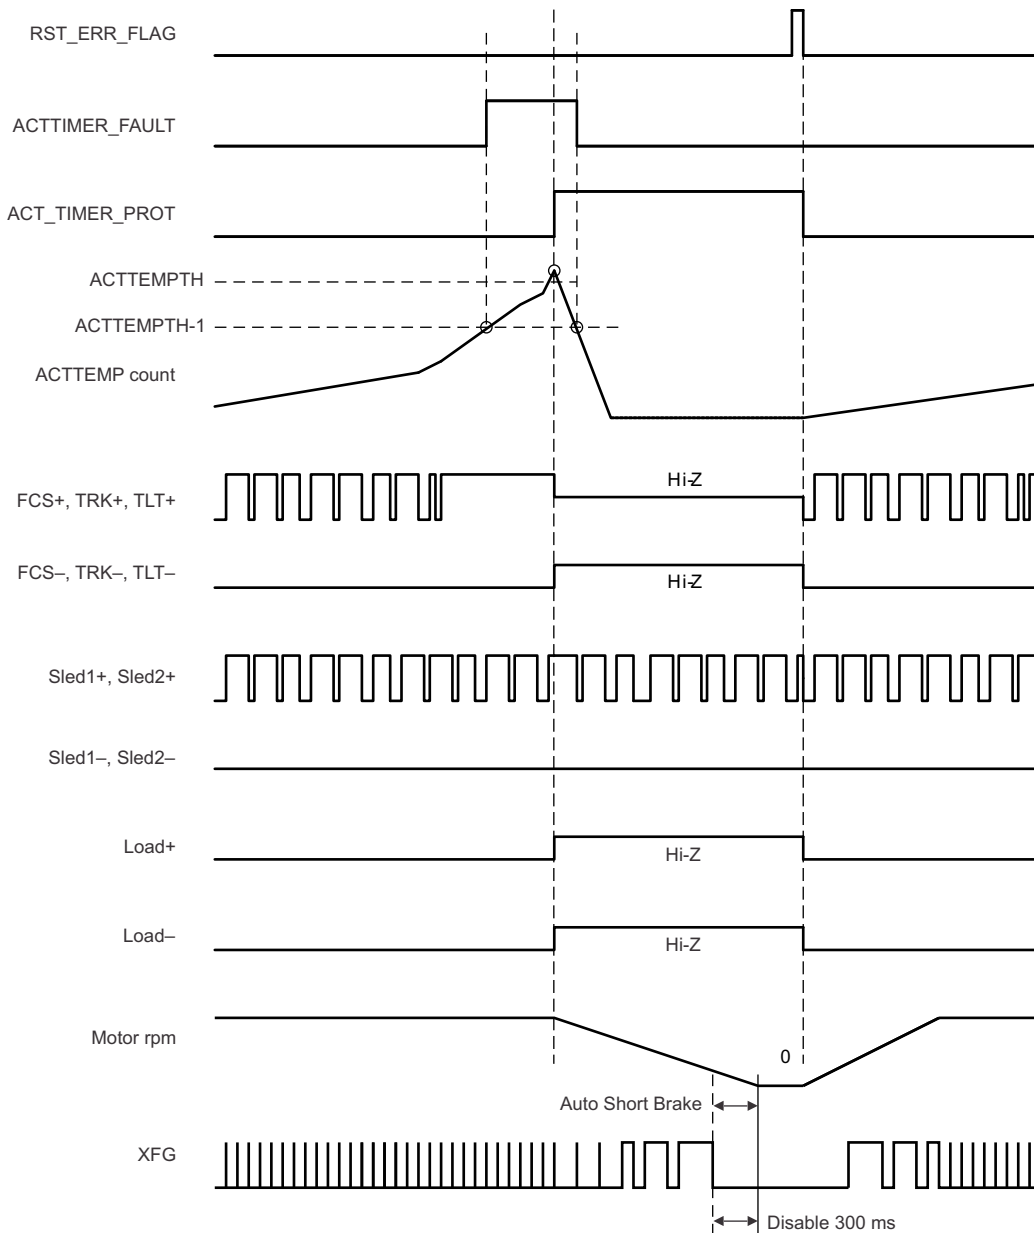 RST_ERR_FLAG
ACTTIMER_FAULT
ACT_TIMER_PROT
ACTTEMPTH
ACTTEMPTH-1
ACTTEMP count
FCS+, TRK+, TLT+
Hi-Z
FCS–, TRK–, TLT–
Hi-Z
Sled1+, Sled2+
Sled1–, Sled2–
Load+
Hi-Z
Load–
Hi-Z
Motor rpm
0
Auto Short Brake
XFG
Disable 300 ms